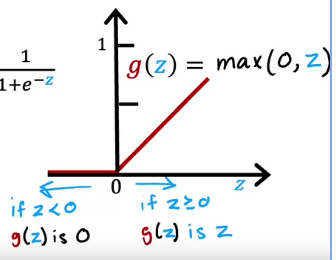 1
g(z) = max(0,z)
1
1+e^-z
0
z
if z<0
g(z) is 0
if z≥0
g(z) is z